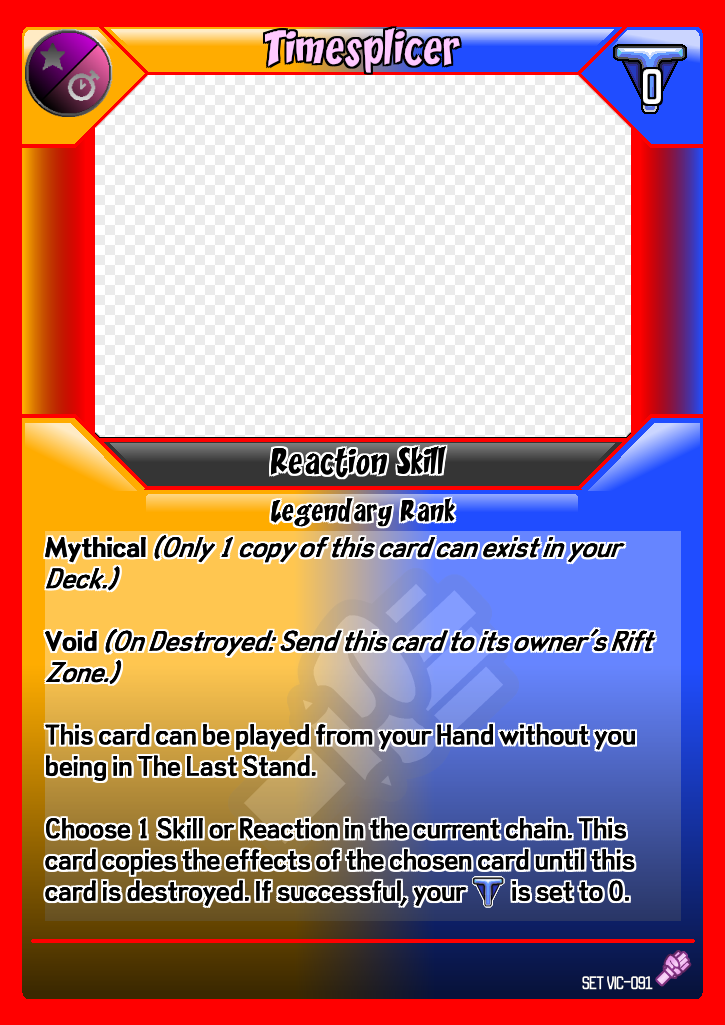 Timesplicer
0
Reaction Skill
Legendary Rank
Mythical (Only 1 copy of this card can exist in your
Deck.)
Void (On Destroyed: Send this card to its owner's Rift
Zone.)
This card can be played from your Hand without you
being in The Last Stand.
Choose 1 Skill or Reaction in the current chain. This
card copies the effects of the chosen card until this
card is destroyed. If successful, your T is set to 0.
SET VIC-091